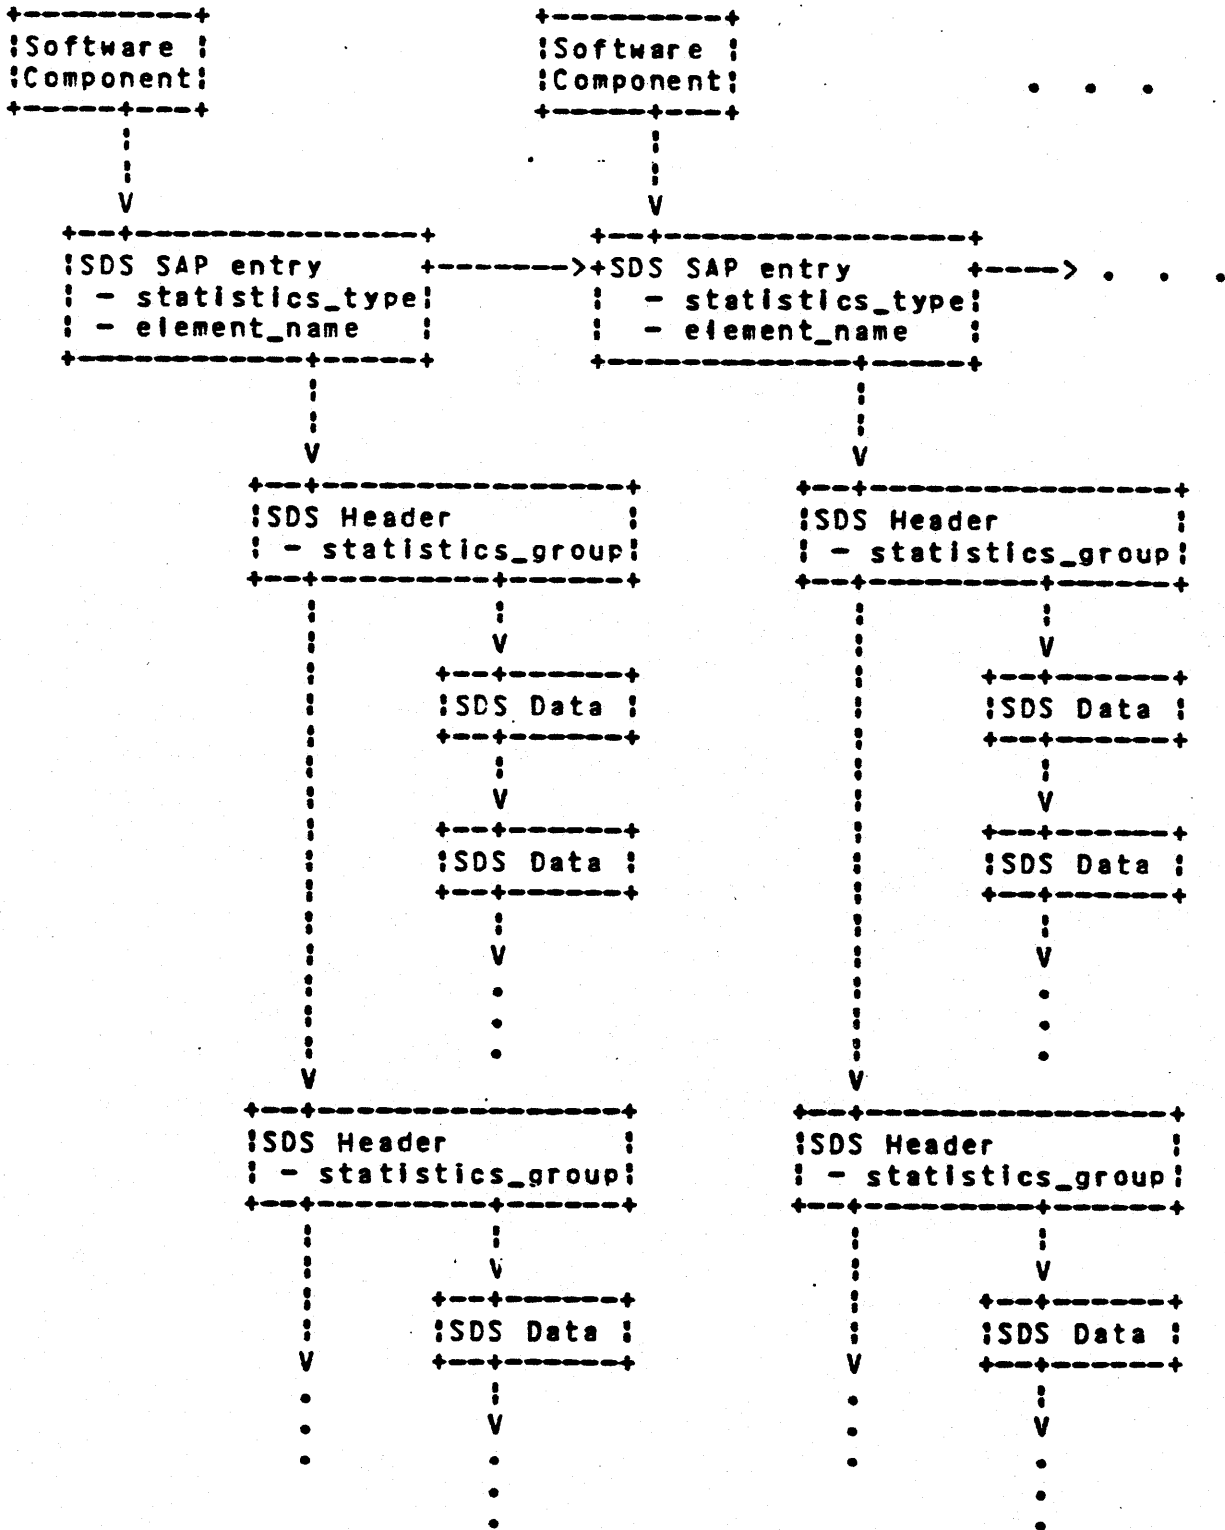 Software Software
Component Component . . .
SDS SAP entry SDS SAP entry . . .
- statistics_type - statistics_type
- element_name - element_name
SDS Header SDS Header
- statistics_group - statistics_group
SDS Data SDS Data
SDS Data SDS Data
SDS Header SDS Header
- statistics_group - statistics_group
SDS Data SDS Data